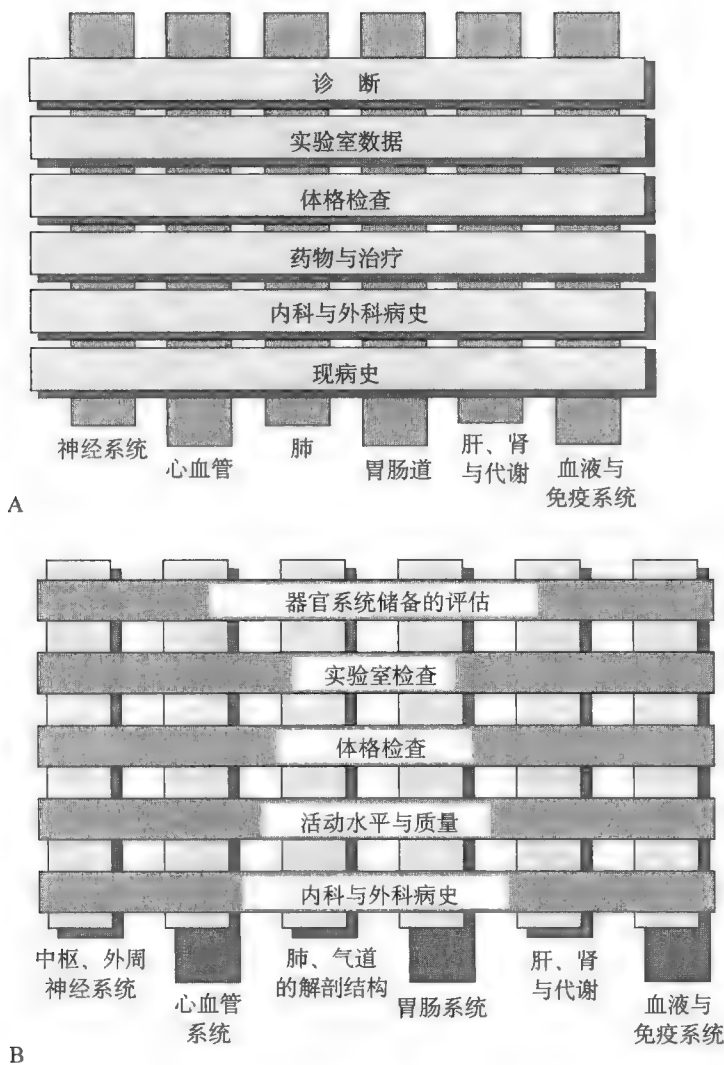 诊 断
实验室数据
体格检查
药物与治疗
内科与外科病史
现病史
神经系统
心血管
肺
胃肠道
肝、肾
与代谢
血液与
免疫系统
A
器官系统储备的评估
实验室检查
体格检查
活动水平与质量
内科与外科病史
中枢、外周
神经系统
心血管
系统
肺、气道
的解剖结构
胃肠系统
肝、肾
与代谢
血液与
免疫系统
B